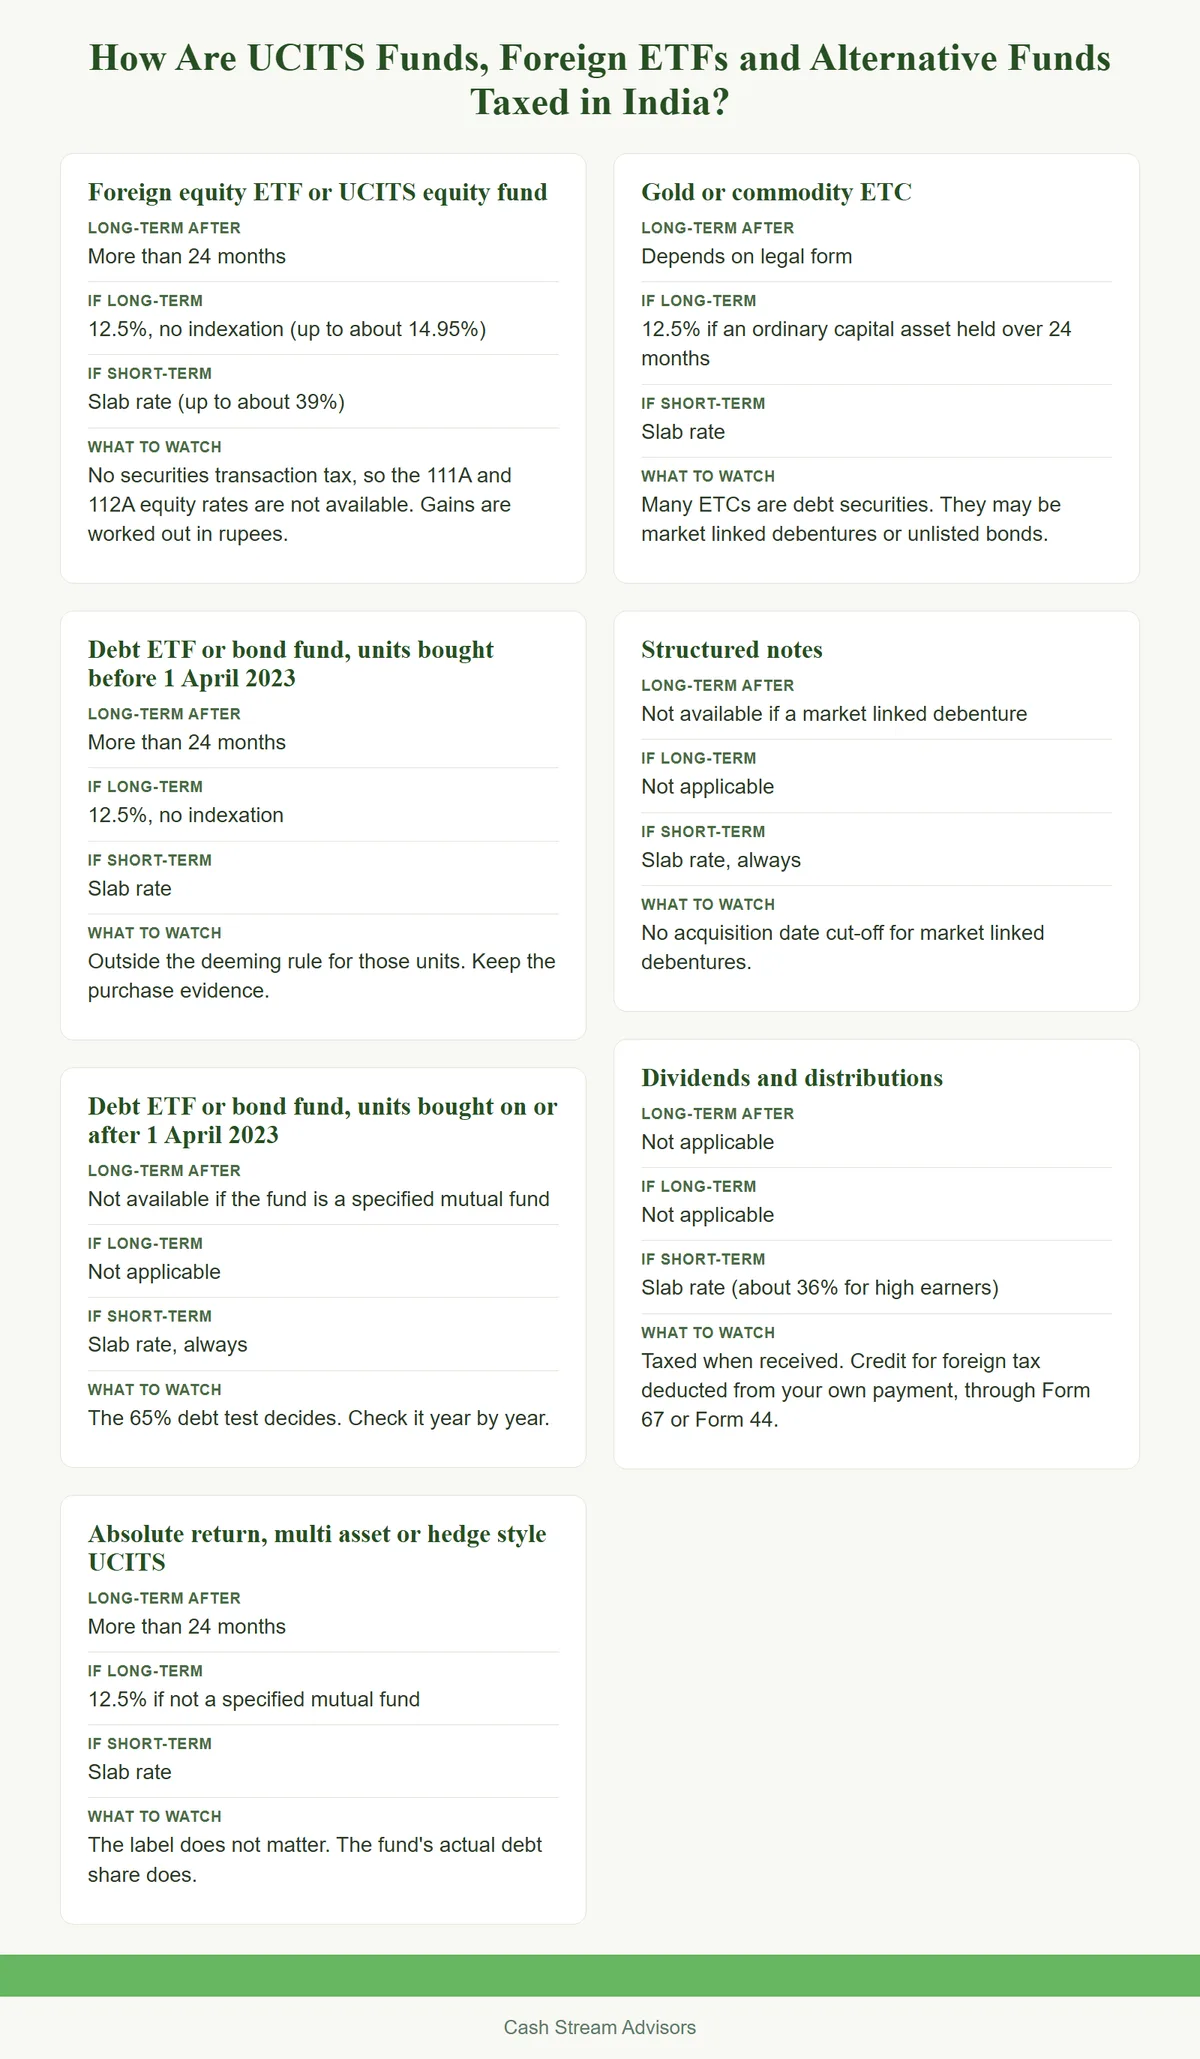 How Are UCITS Funds, Foreign ETFs and Alternative Funds
Taxed in India?
Foreign equity ETF or UCITS equity fund
LONG-TERM AFTER
More than 24 months
IF LONG-TERM
12.5%, no indexation (up to about 14.95%)
IF SHORT-TERM
Slab rate (up to about 39%)
WHAT TO WATCH
No securities transaction tax, so the 111A and
112A equity rates are not available. Gains are
worked out in rupees.
Debt ETF or bond fund, units bought
before 1 April 2023
LONG-TERM AFTER
More than 24 months
IF LONG-TERM
12.5%, no indexation
IF SHORT-TERM
Slab rate
WHAT TO WATCH
Outside the deeming rule for those units. Keep the
purchase evidence.
Debt ETF or bond fund, units bought on or
after 1 April 2023
LONG-TERM AFTER
Not available if the fund is a specified mutual fund
IF LONG-TERM
Not applicable
IF SHORT-TERM
Slab rate, always
WHAT TO WATCH
The 65% debt test decides. Check it year by year.
Absolute return, multi asset or hedge style
UCITS
LONG-TERM AFTER
More than 24 months
IF LONG-TERM
12.5% if not a specified mutual fund
IF SHORT-TERM
Slab rate
WHAT TO WATCH
The label does not matter. The fund's actual debt
share does.
Gold or commodity ETC
LONG-TERM AFTER
Depends on legal form
IF LONG-TERM
12.5% if an ordinary capital asset held over 24
months
IF SHORT-TERM
Slab rate
WHAT TO WATCH
Many ETCs are debt securities. They may be
market linked debentures or unlisted bonds.
Structured notes
LONG-TERM AFTER
Not available if a market linked debenture
IF LONG-TERM
Not applicable
IF SHORT-TERM
Slab rate, always
WHAT TO WATCH
No acquisition date cut-off for market linked
debentures.
Dividends and distributions
LONG-TERM AFTER
Not applicable
IF LONG-TERM
Not applicable
IF SHORT-TERM
Slab rate (about 36% for high earners)
WHAT TO WATCH
Taxed when received. Credit for foreign tax
deducted from your own payment, through Form
67 or Form 44.
Cash Stream Advisors